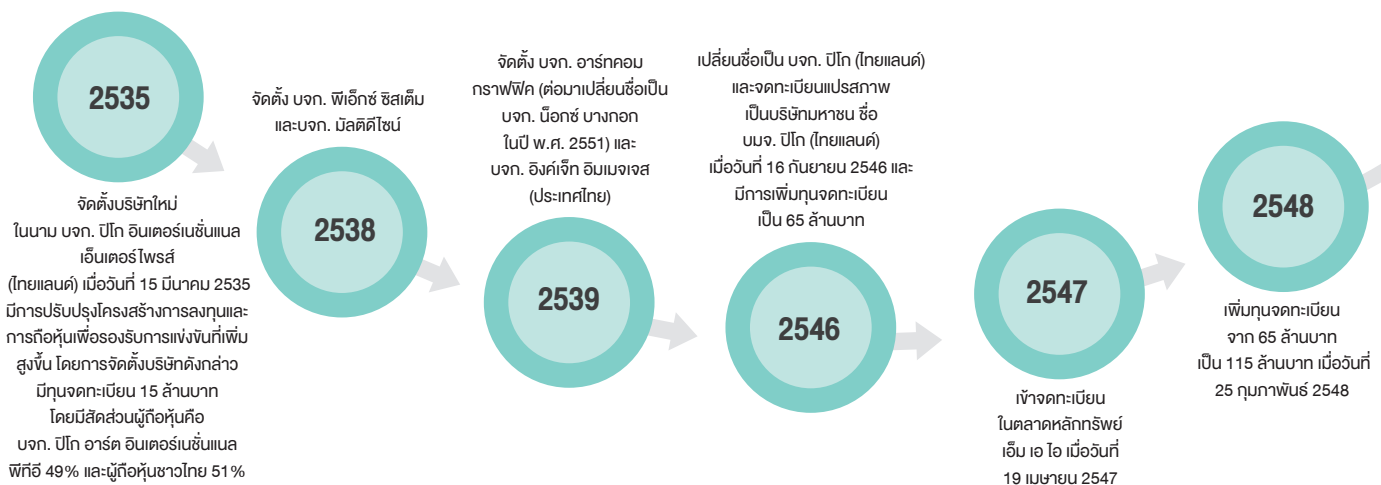 2535
จัดตั้งบริษัทใหม่
ในนาม บจก. ปิโก อินเตอร์เนชั่นแนล
เอ็นเตอร์ไพรส์
(ไทยแลนด์) เมื่อวันที่ 15 มีนาคม 2535
มีการปรับปรุงโครงสร้างการลงทุนและ
การถือหุ้นเพื่อรองรับการแข่งขันที่เพิ่ม
สูงขึ้น โดยการจัดตั้งบริษัทดังกล่าว
มีทุนจดทะเบียน 15 ล้านบาท
โดยมีสัดส่วนผู้ถือหุ้นคือ
บจก. ปิโก อาร์ต อินเตอร์เนชั่นแนล
พีทีอี 49% และผู้ถือหุ้นชาวไทย 51%
จัดตั้ง บจก. พีเอ็กซ์ ซิสเต็ม
และบจก. มัลติดีไซน์
2538
จัดตั้ง บจก. อาร์ทคอม
กราฟฟิค (ต่อมาเปลี่ยนชื่อเป็น
บจก. น็อกซ์ บางกอก
ในปี พ.ศ. 2551) และ
บจก. อิงค์เจ็ท อิมเมจเจส
(ประเทศไทย)
2539
เปลี่ยนชื่อเป็น บจก. ปิโก (ไทยแลนด์)
และจดทะเบียนแปรสภาพ
เป็นบริษัทมหาชน ชื่อ
บมจ. ปิโก (ไทยแลนด์)
เมื่อวันที่ 16 กันยายน 2546 และ
มีการเพิ่มทุนจดทะเบียน
เป็น 65 ล้านบาท
2546
2547
เข้าจดทะเบียน
ในตลาดหลักทรัพย์
เอ็ม เอ ไอ เมื่อวันที่
19 เมษายน 2547
2548
เพิ่มทุนจดทะเบียน
จาก 65 ล้านบาท
เป็น 115 ล้านบาท เมื่อวันที่
25 กุมภาพันธ์ 2548